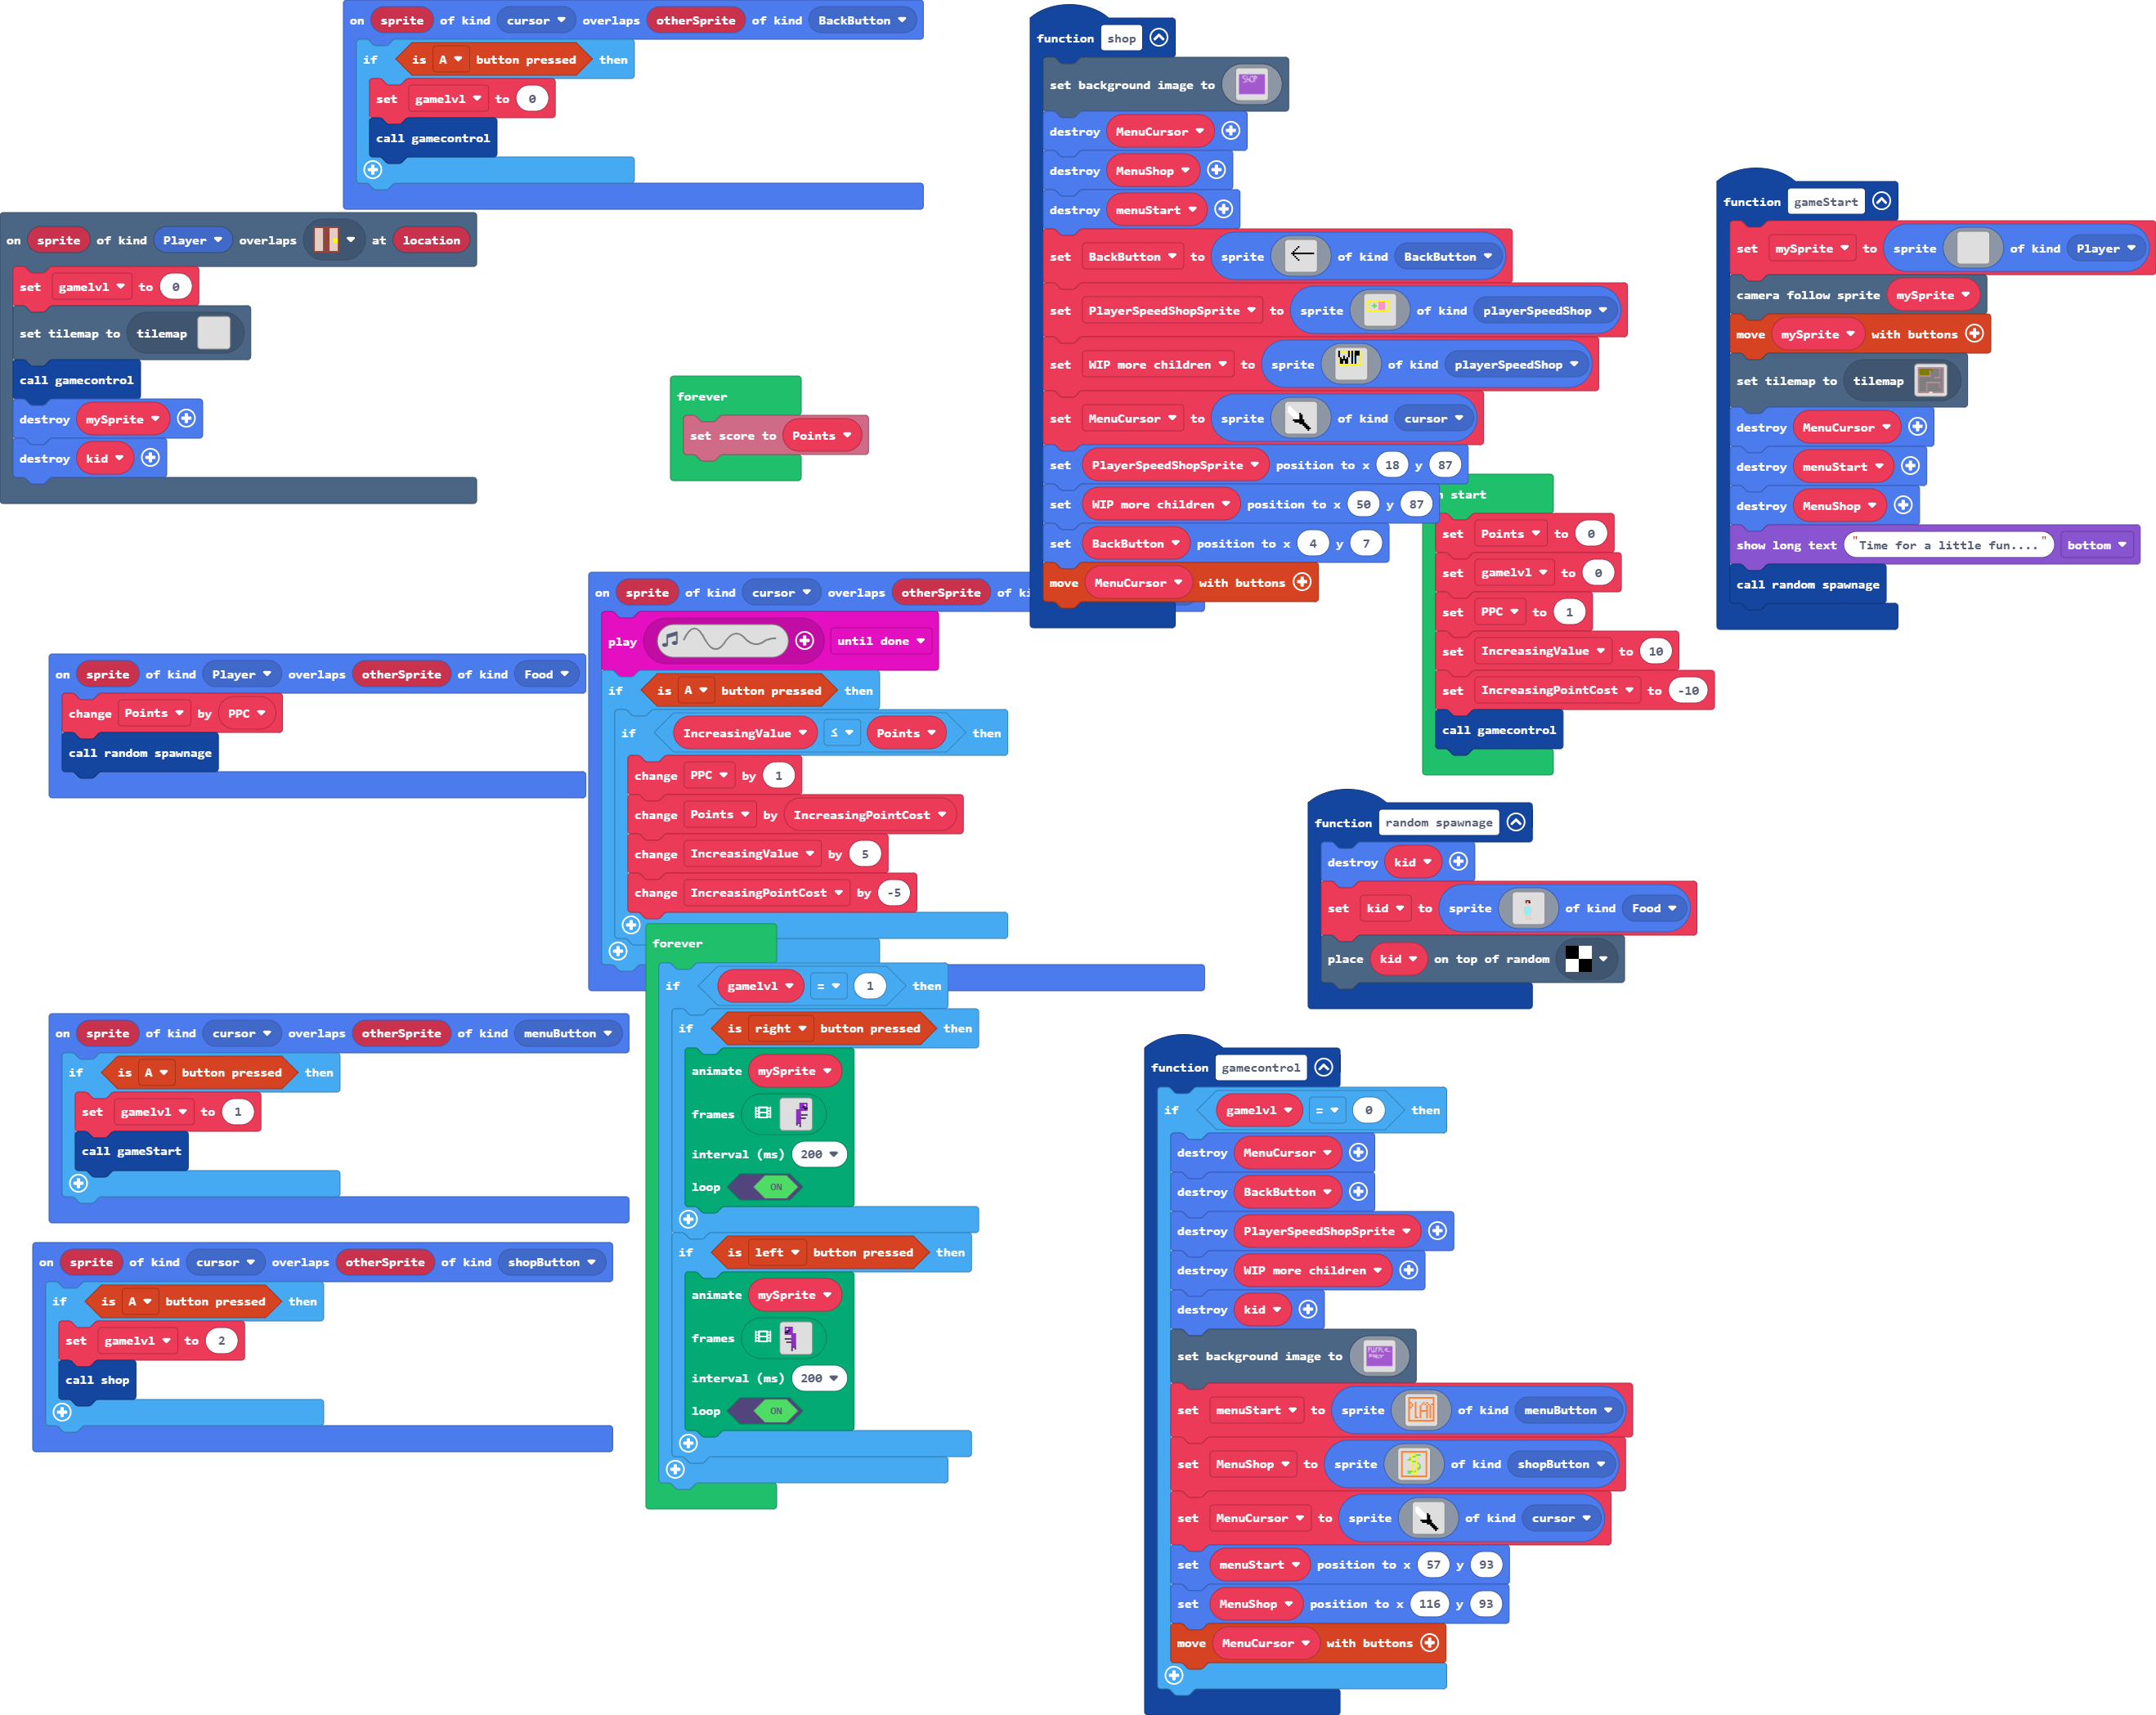 on sprite of kind cursor overlaps otherSprite of kind BackButton
if is A button pressed then
set gamelvl to 0
call gamecontrol
on sprite of kind Player overlaps at location
set gamelvl to 0
set tilemap to tilemap
call gamecontrol
destroy mySprite
destroy kid
forever
set score to Points
on sprite of kind Player overlaps otherSprite of kind Food
change Points by PPC
call random spawnage
on sprite of kind cursor overlaps otherSprite of ki
play until done
if is A button pressed then
if IncreasingValue ≤ Points then
change PPC by 1
change Points by IncreasingPointCost
change IncreasingValue by 5
change IncreasingPointCost by -5
on sprite of kind cursor overlaps otherSprite of kind menuButton
if is A button pressed then
set gamelvl to 1
call gameStart
on sprite of kind cursor overlaps otherSprite of kind shopButton
if is A button pressed then
set gamelvl to 2
call shop
forever
if gamelvl = 1 then
if is right button pressed then
animate mySprite
frames
interval (ms) 200
loop ON
if is left button pressed then
animate mySprite
frames
interval (ms) 200
loop ON
function shop
set background image to SHOP
destroy MenuCursor
destroy MenuShop
destroy menuStart
set BackButton to sprite of kind BackButton
set PlayerSpeedShopSprite to sprite of kind playerSpeedShop
set WIP more children to sprite WIP of kind playerSpeedShop
set MenuCursor to sprite of kind cursor
set PlayerSpeedShopSprite position to x 18 y 87
set WIP more children position to x 50 y 87
set BackButton position to x 4 y 7
move MenuCursor with buttons
start
set Points to 0
set gamelvl to 0
set PPC to 1
set IncreasingValue to 10
set IncreasingPointCost to -10
call gamecontrol
function gameStart
set mySprite to sprite of kind Player
camera follow sprite mySprite
move mySprite with buttons
set tilemap to tilemap
destroy MenuCursor
destroy menuStart
destroy MenuShop
show long text "Time for a little fun...." bottom
call random spawnage
function random spawnage
destroy kid
set kid to sprite of kind Food
place kid on top of random
function gamecontrol
if gamelvl = 0 then
destroy MenuCursor
destroy BackButton
destroy PlayerSpeedShopSprite
destroy WIP more children
destroy kid
set background image to
set menuStart to sprite PLAY of kind menuButton
set MenuShop to sprite of kind shopButton
set MenuCursor to sprite of kind cursor
set menuStart position to x 57 y 93
set MenuShop position to x 116 y 93
move MenuCursor with buttons